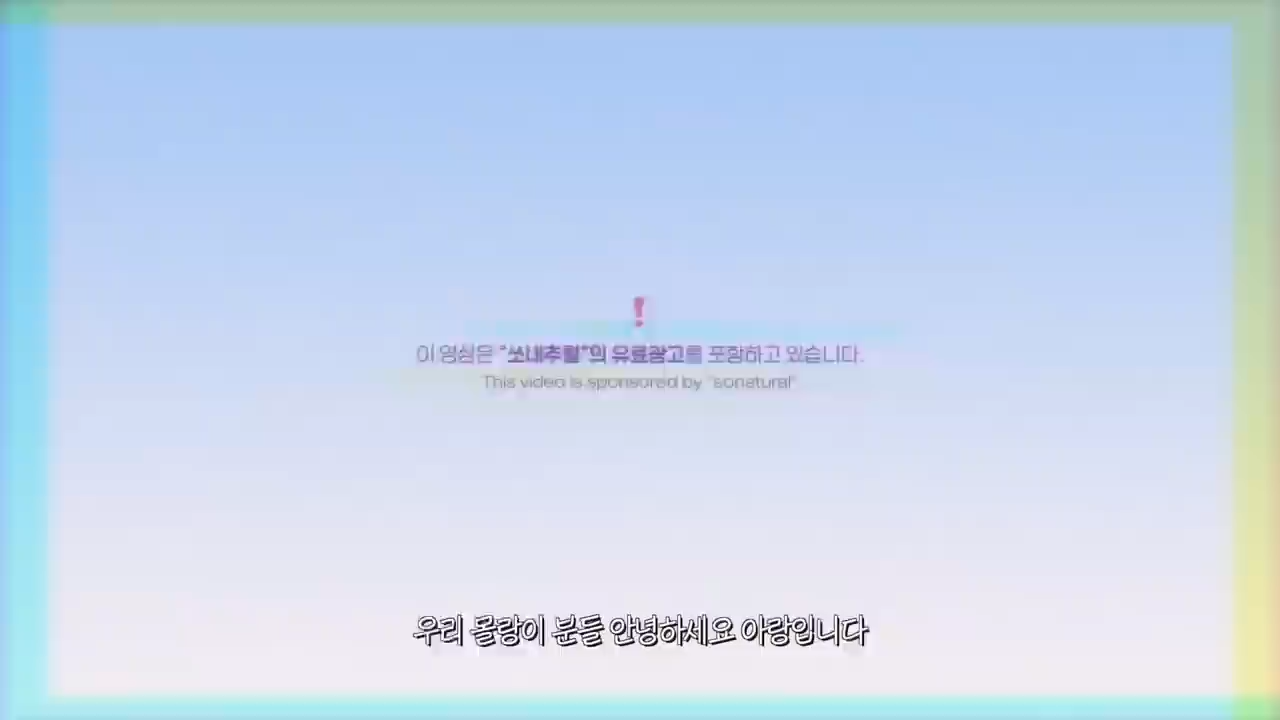 !
이 영상은 "쏘내추럴"의 유료광고를 포함하고 있습니다.
This video is sponsored by "sonatural"
우리 몰랑이 분들 안녕하세요 아랑입니다